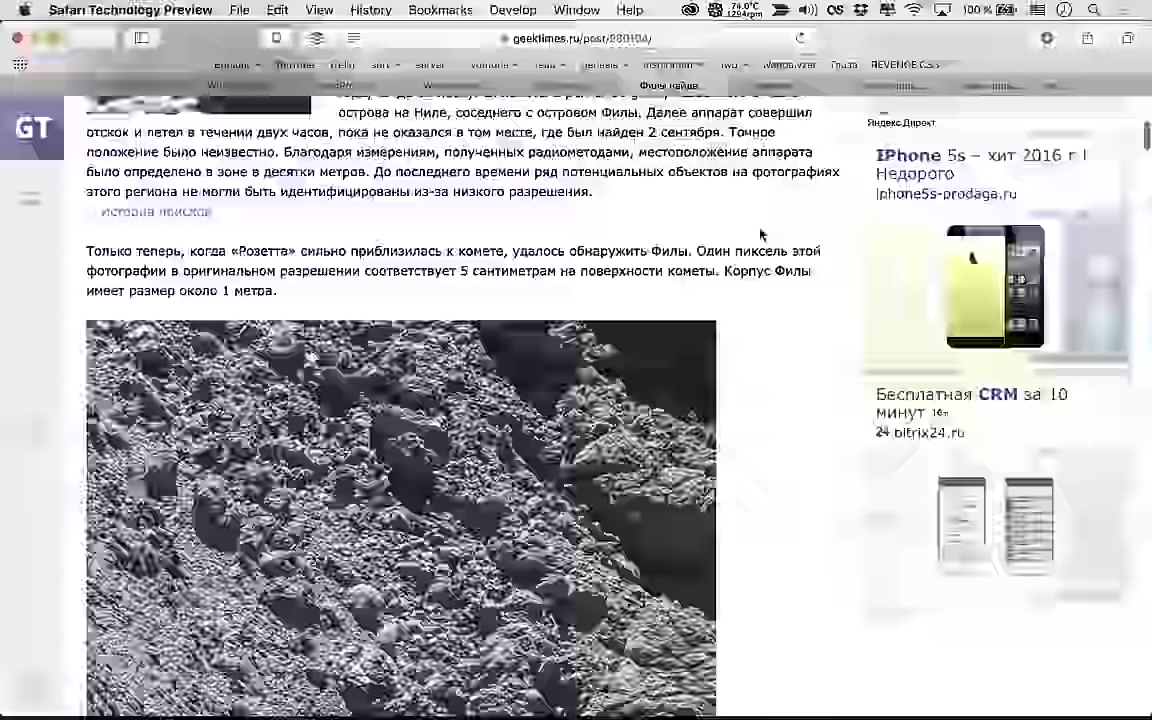 Safari Technology Preview File Edit View History Bookmarks Develop Window Help 74.0°C 1294rpm 100 %
geektimes.ru/post/280104/
REVENGE
GT
острова на Ниле, соседнего с островом Филы. Далее аппарат совершил
отскок и летел в течении двух часов, пока не оказался в том месте, где был найден 2 сентября. Точное
положение было неизвестно. Благодаря измерениям, полученных радиометодами, местоположение аппарата
было определено в зоне в десятки метров. До последнего времени ряд потенциальных объектов на фотографиях
этого региона не могли быть идентифицированы из-за низкого разрешения.
история поисков
Только теперь, когда «Розетта» сильно приблизилась к комете, удалось обнаружить Филы. Один пиксель этой
фотографии в оригинальном разрешении соответствует 5 сантиметрам на поверхности кометы. Корпус Филы
имеет размер около 1 метра.
Яндекс.Директ
IPhone 5s – хит 2016 г
Недорого
iphone5s-prodaga.ru
Бесплатная CRM за 10
минут 16+
24 bitrix24.ru